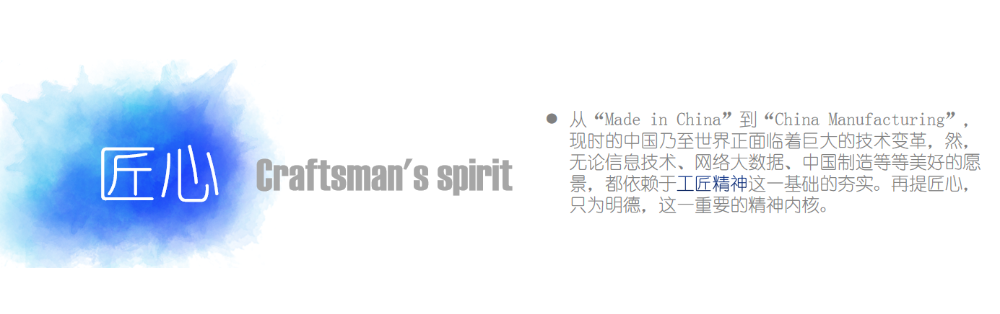 匠心
Craftsman's spirit
● 从“Made in China”到“China Manufacturing”，
现时的中国乃至世界正面临着巨大的技术变革，然，
无论信息技术、网络大数据、中国制造等等美好的愿
景，都依赖于工匠精神这一基础的夯实。再提匠心，
只为明德，这一重要的精神内核。